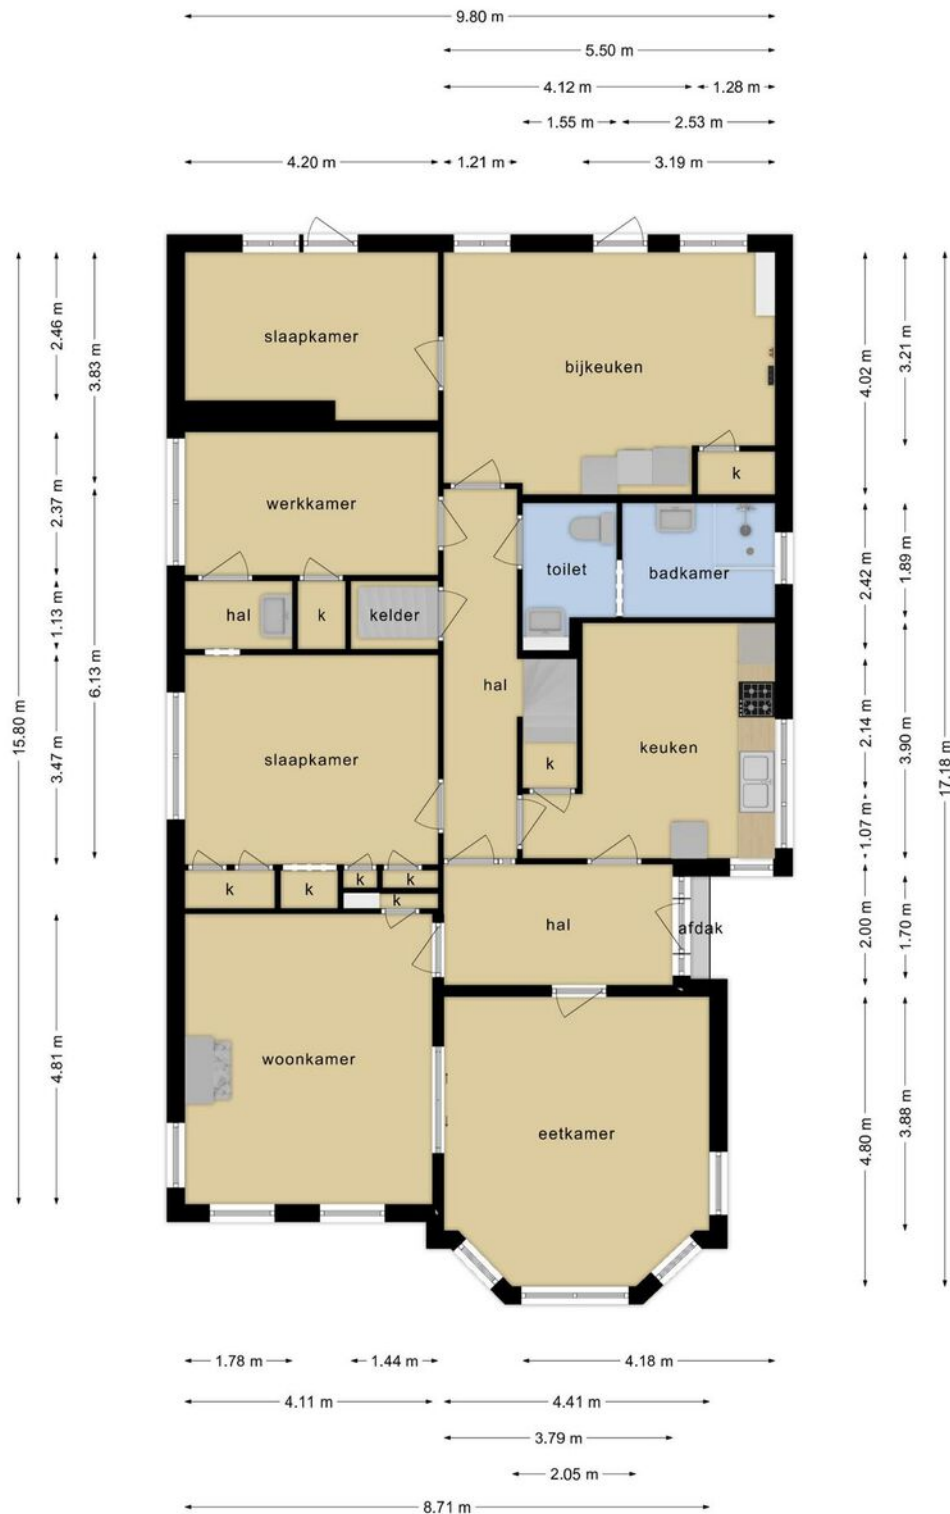 9.80 m
5.50 m
4.12 m
1.28 m
1.55 m
2.53 m
4.20 m
1.21 m
3.19 m
15.80 m
2.46 m
3.83 m
2.37 m
1.13 m
6.13 m
3.47 m
4.81 m
slaapkamer
bijkeuken
k
werkkamer
toilet
badkamer
hal
k
kelder
hal
slaapkamer
keuken
k
k
k
k
k
k
hal
afdak
woonkamer
eetkamer
4.02 m
3.21 m
2.42 m
1.89 m
2.14 m
3.90 m
1.07 m
2.00 m
1.70 m
4.80 m
3.88 m
17.18 m
1.78 m
1.44 m
4.18 m
4.11 m
4.41 m
3.79 m
2.05 m
8.71 m